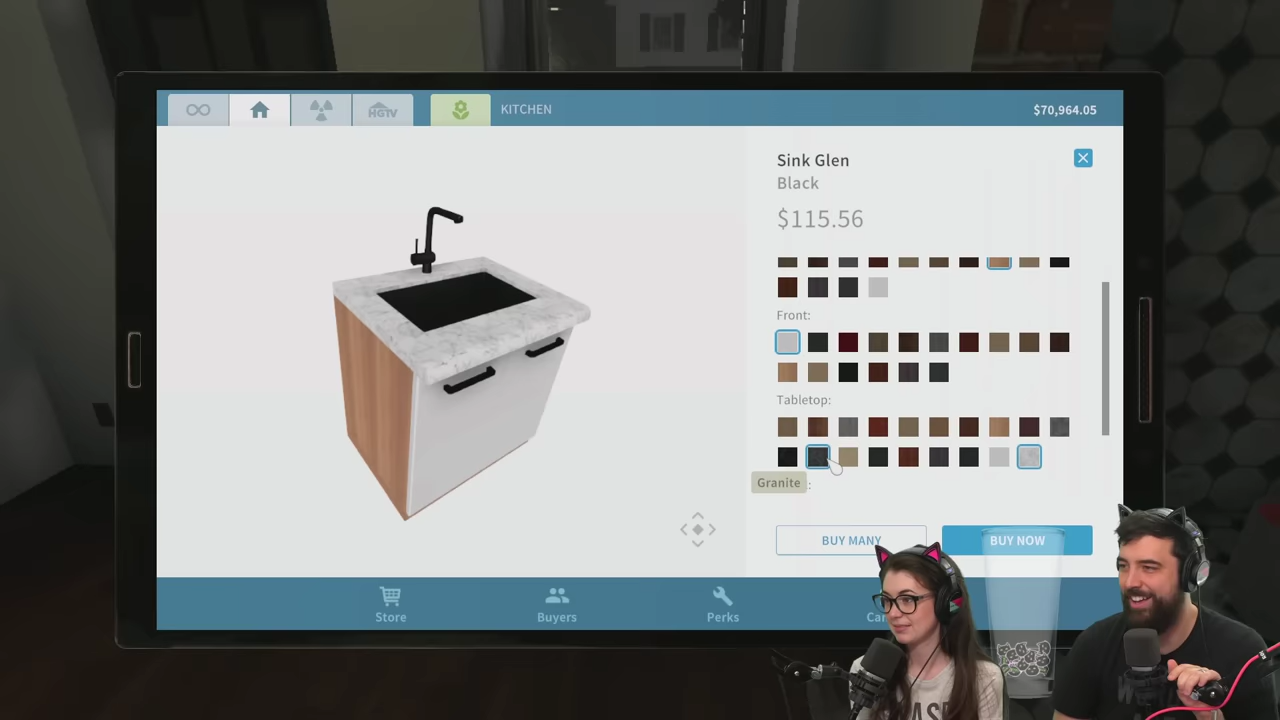 HGTV
KITCHEN
$70,964.05
Sink Glen
Black
$115.56
Front:
Tabletop:
Granite
BUY MANY
BUY NOW
Store
Buyers
Perks